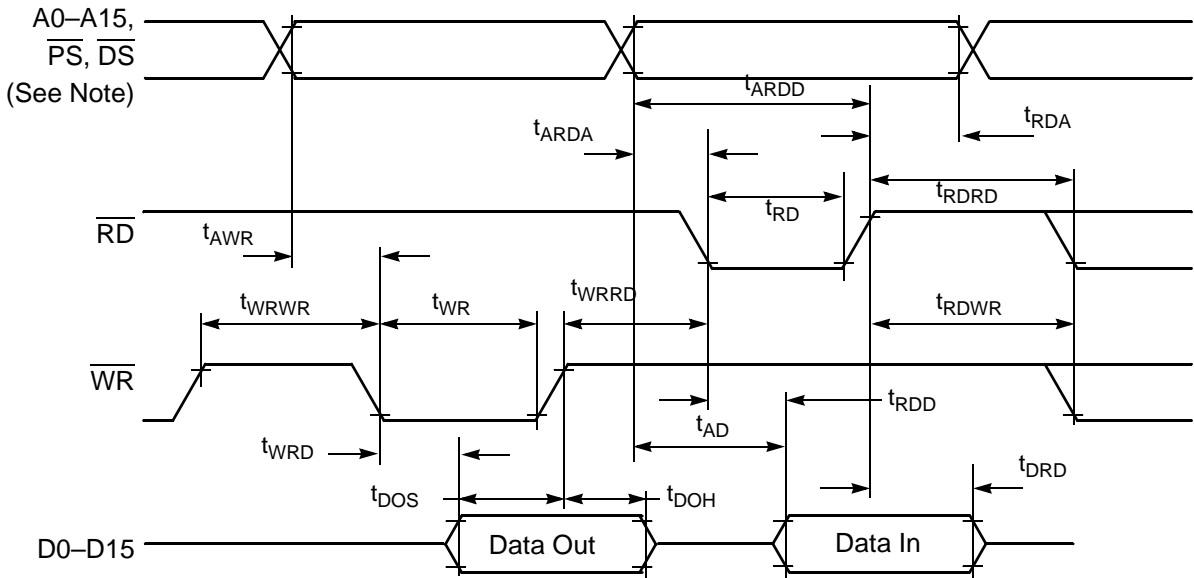 A0–A15,
PS, DS
(See Note)
tARDD
tRDA
tARDA
tRD
tRDRD
RD
tAWR
tWRWR
tWR
tWRRD
tRDWR
WR
tRDD
tAD
tWRD
tDRD
tDOS
tDOH
D0–D15
Data Out
Data In